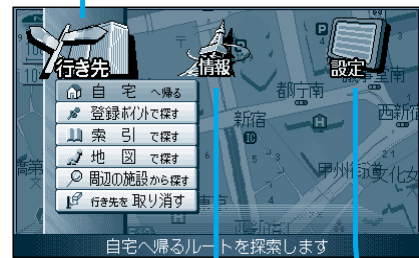 行き先
情報
設定
自宅へ帰る
登録ポイントで探す
索引で探す
地図で探す
周辺の施設から探す
行き先を取り消す
都庁南
新宿
西新
甲州街道
文化女
自宅へ帰るルートを探索します